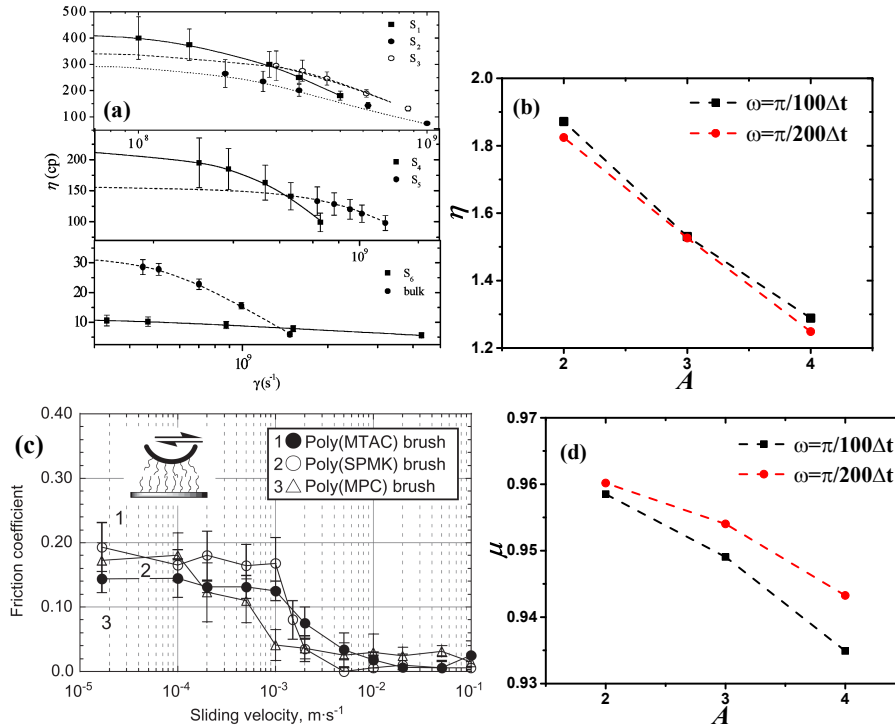 500
400
300
200
100
(a)
S1
S2
S3
10^8
10^9
η (cp)
200
150
100
S4
S5
10^9
30
20
10
S6
bulk
10^9
γ(s^-1)
(b)
ω=π/100Δt
ω=π/200Δt
2.0
1.8
1.6
1.4
1.2
η
2 3 4
A
(c)
1 Poly(MTAC) brush
2 Poly(SPMK) brush
3 Poly(MPC) brush
Friction coefficient
0.40
0.30
0.20
0.10
0.0
1
2
3
10^-5 10^-4 10^-3 10^-2 10^-1
Sliding velocity, m·s^-1
(d)
ω=π/100Δt
ω=π/200Δt
0.97
0.96
0.95
0.94
0.93
μ
2 3 4
A